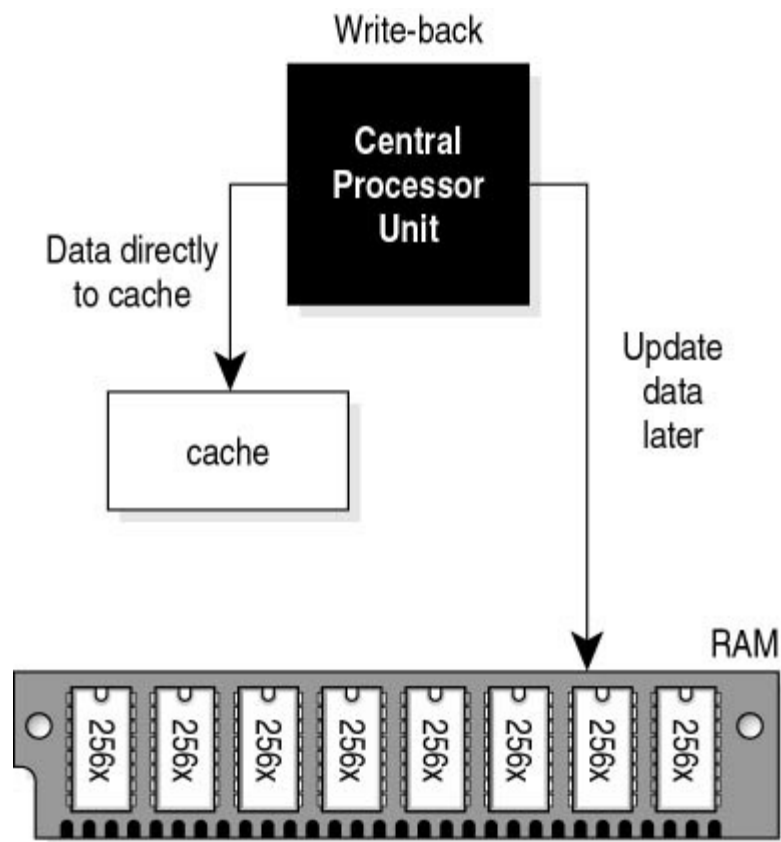 Write-back
Central
Processor
Unit
Data directly
to cache
Update
data
later
cache
RAM
256x
256x
256x
256x
256x
256x
256x
256x